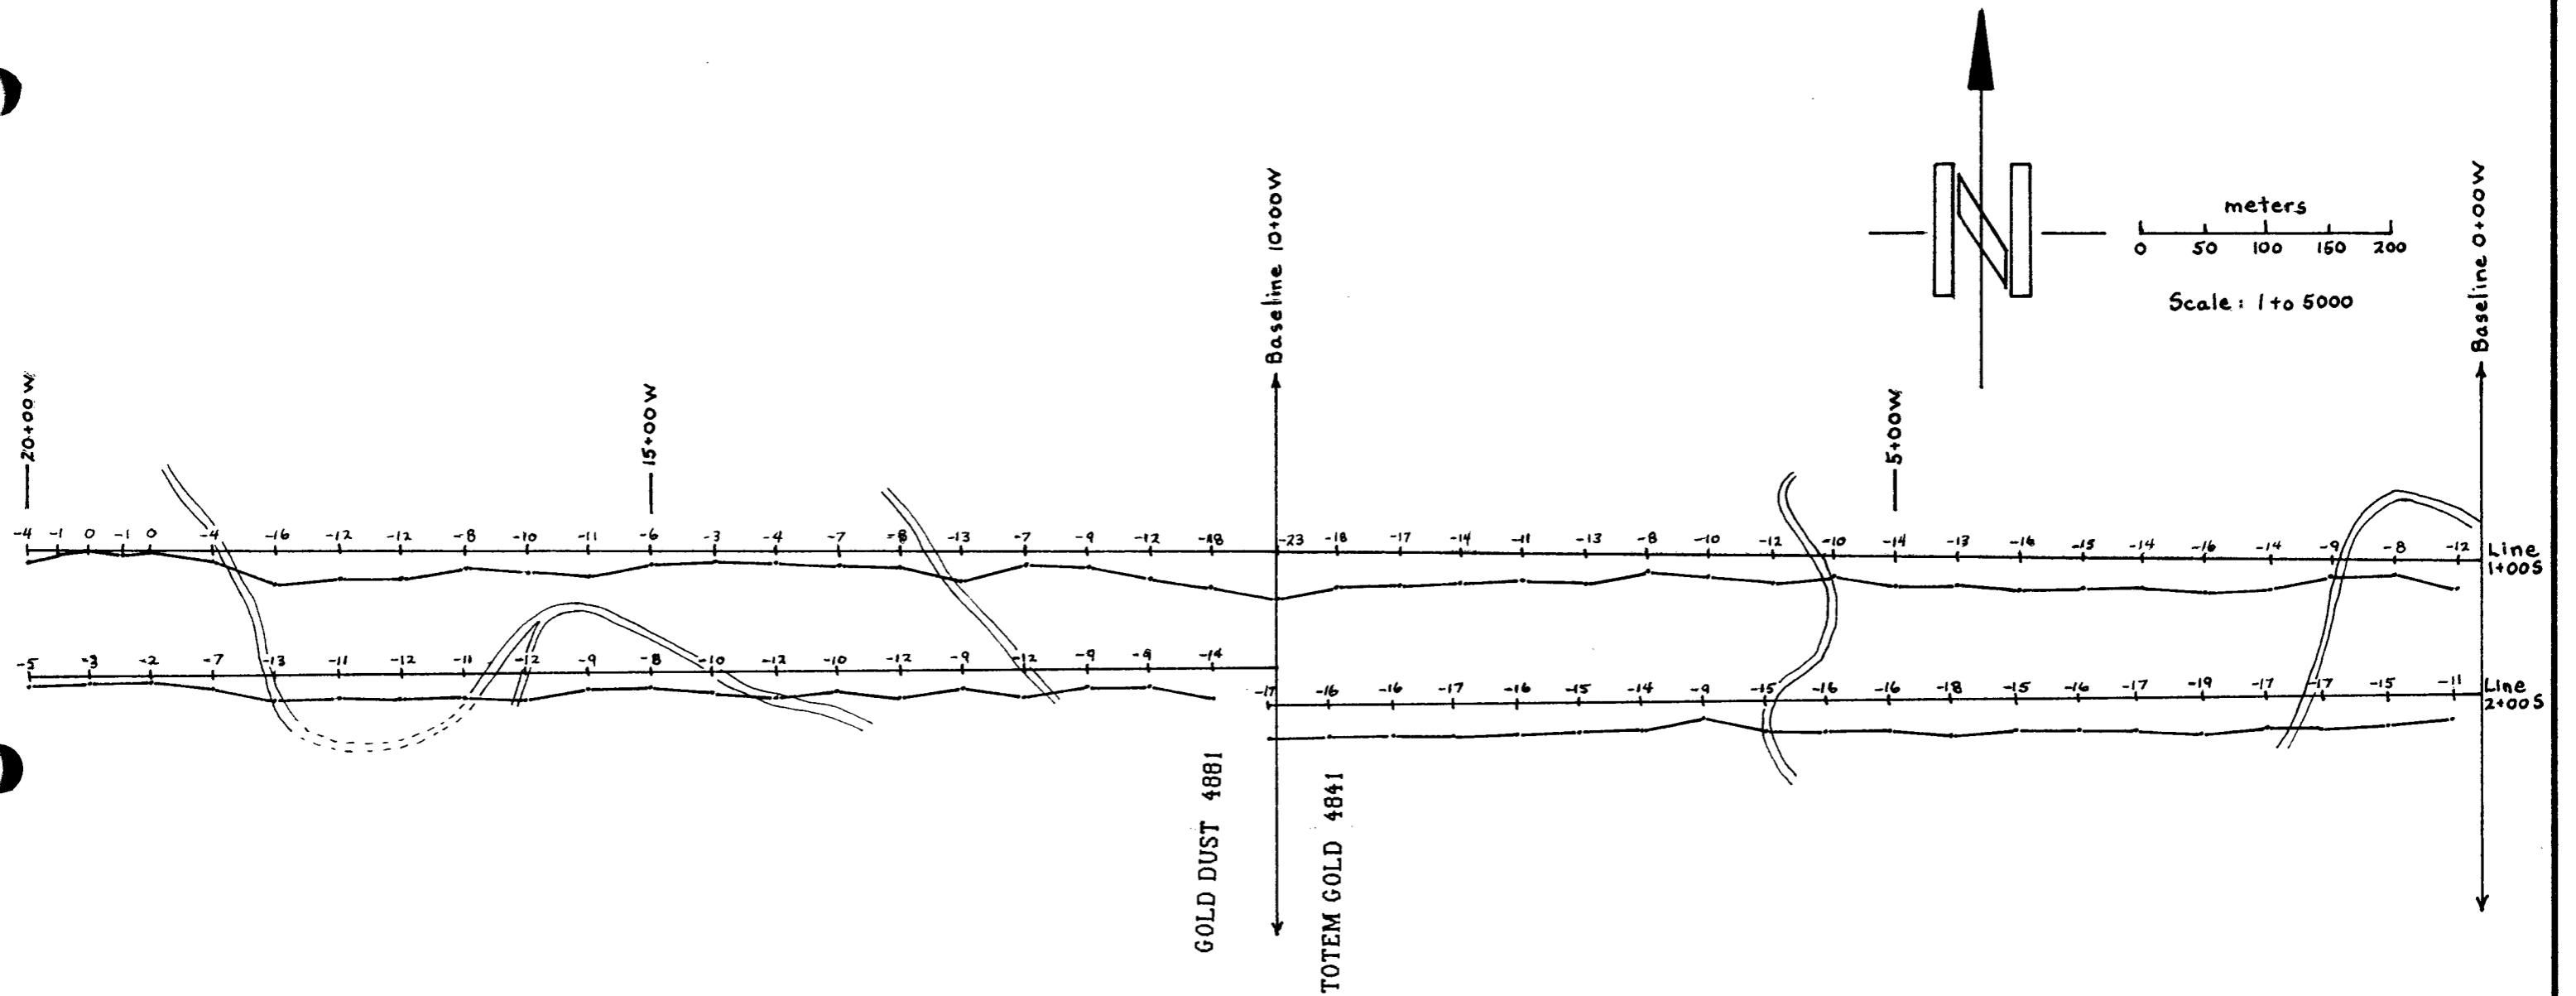 meters
0 50 100 150 200
Scale: 1 to 5000
Baseline 10+00W
Baseline 0+00W
20+00W
15+00W
5+00W
-4 -1 0 -1 0 -4 -16 -12 -12 -8 -10 -11 -6 -3 -4 -7 -8 -13 -7 -9 -12 -18 -23 -18 -17 -14 -11 -13 -8 -10 -12 -10 -14 -13 -16 -15 -14 -16 -14 -9 -8 -12
Line
1+00S
-5 -3 -2 -7 -13 -11 -12 -11 -12 -9 -8 -10 -12 -10 -12 -9 -12 -9 -9 -14
-17 -16 -16 -17 -16 -15 -14 -9 -15 -16 -16 -18 -15 -16 -17 -19 -17 -17 -15 -11
Line
2+00S
GOLD DUST 4881
TOTEM GOLD 4841
N